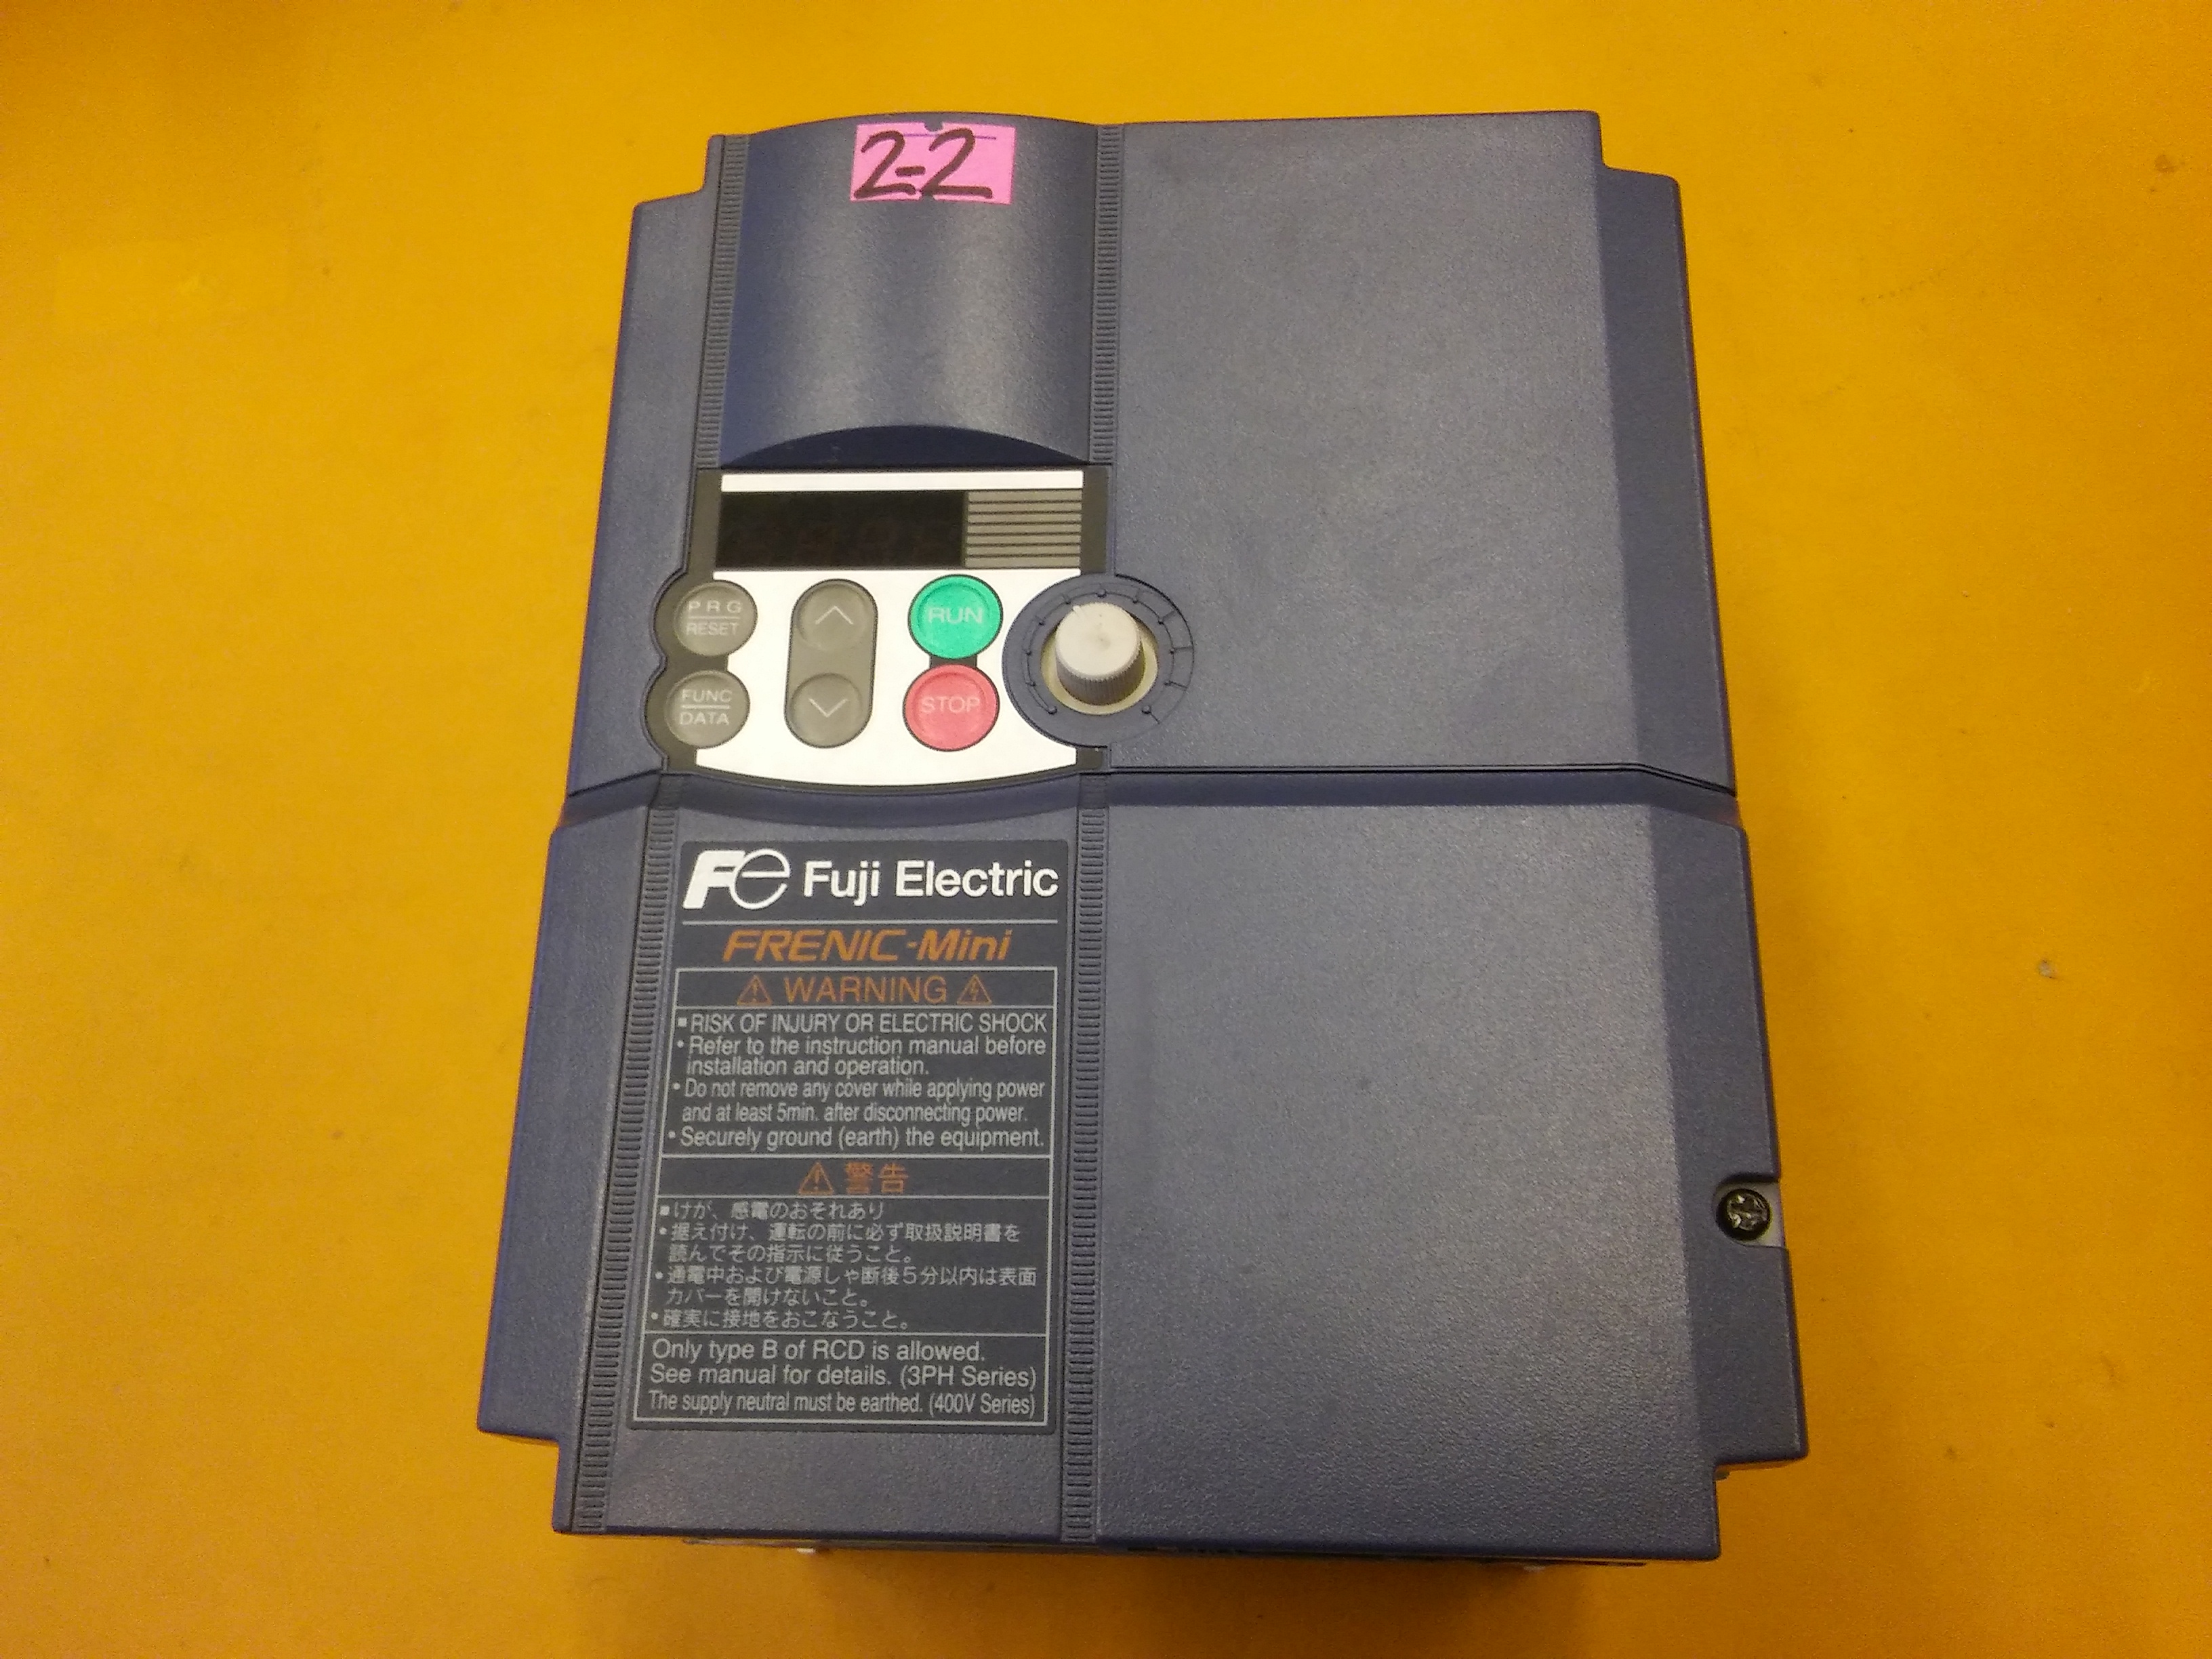 2-2
PRG
RESET
RUN
FUNC
DATA
STOP
Fe Fuji Electric
FRENIC-Mini
WARNING
■RISK OF INJURY OR ELECTRIC SHOCK
•Refer to the instruction manual before
installation and operation.
•Do not remove any cover while applying power
and at least 5min. after disconnecting power.
•Securely ground (earth) the equipment.
警告
■けが、感電のおそれあり
•据え付け、運転の前に必ず取扱説明書を
読んでその指示に従うこと。
•通電中および電源しゃ断後5分以内は表面
カバーを開けないこと。
•確実に接地をおこなうこと。
Only type B of RCD is allowed.
See manual for details. (3PH Series)
The supply neutral must be earthed. (400V Series)